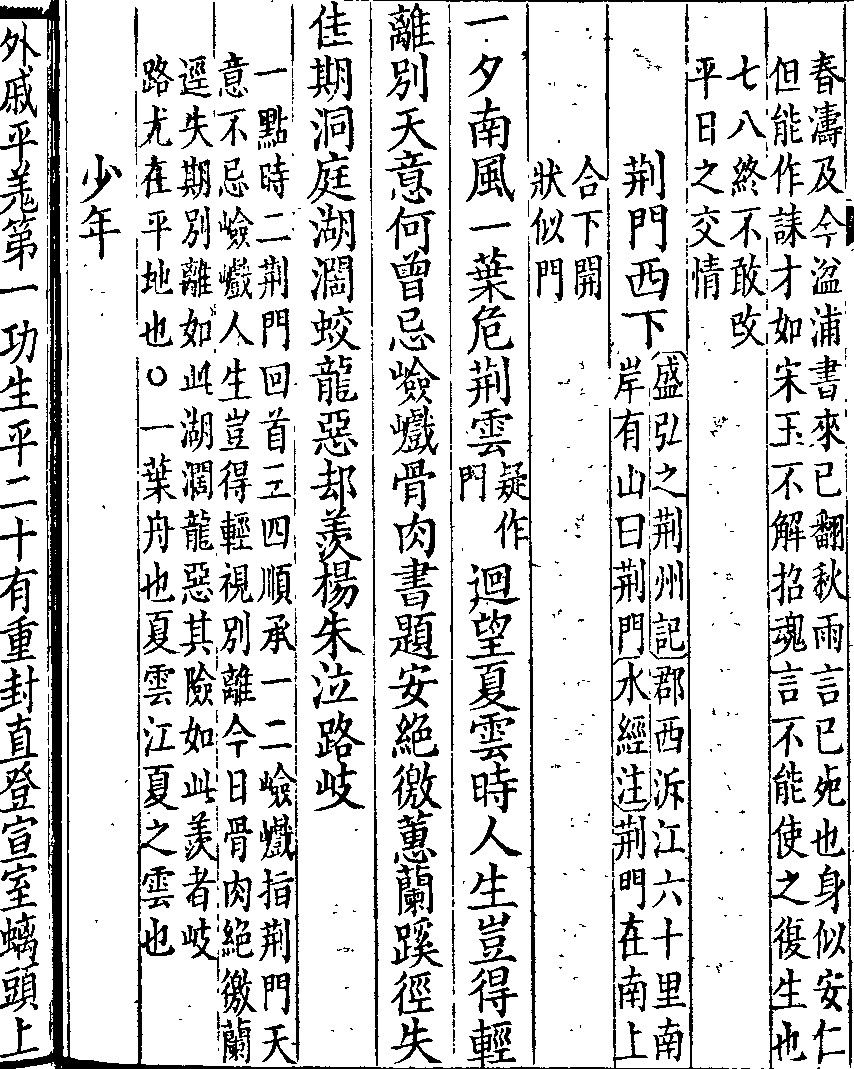 春濤及今湓浦書來已翻秋雨言已死也身似安仁
但能作誄才如宋玉不解招魂言不能使之復生也
七八終不敢改
平日之交情
荆門西下
盛弘之荆州記郡西泝江六十里南
岸有山曰荆門水經注荆門在南上
合下開
狀似門
一夕南風一葉危荆雲
疑作
門
迴望夏雲時人生豈得輕
離別天意何曾忌嶮巇骨肉書題安絕徼蕙蘭蹊徑失
佳期洞庭湖濶蛟龍惡却羨楊朱泣路岐
一點時二荆門回首三四順承一二嶮巇指荆門天
意不忌嶮巇人生豈得輕視別離今日骨肉絕徼蘭
逕失期別離如此湖濶龍惡其險如此羨者岐
路尤在平地也○一葉舟也夏雲江夏之雲也
少年
外戚平羗第一功生平二十有重封直登宣室螭頭上